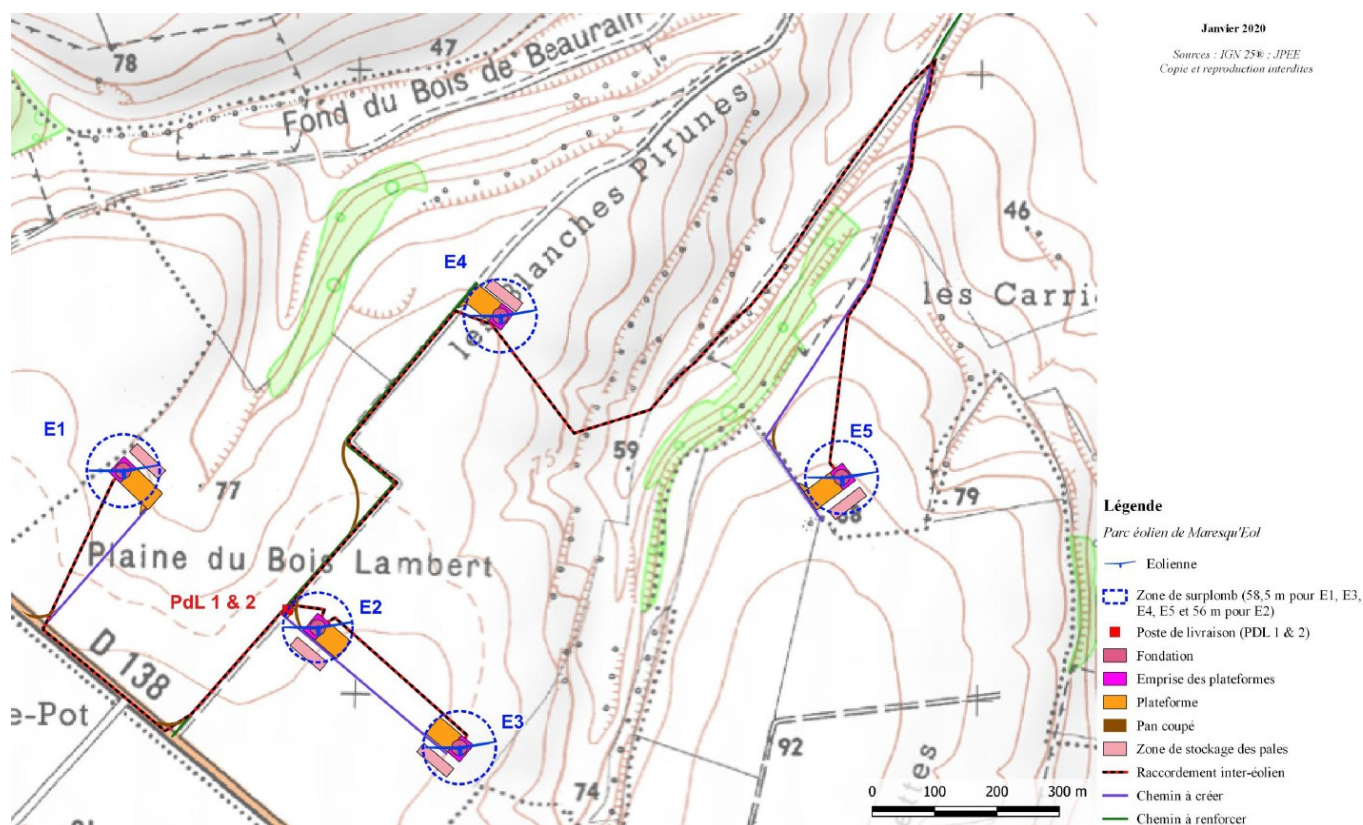 Janvier 2020
Sources : IGN 25® ; JPEE
Copie et reproduction interdites
78
47
Fond du Bois de Beaurain
les Blanches Pirunes
46
les Carri
E4
E1
E5
77
75
59
79
Plaine du Bois Lambert
PdL 1 & 2
E2
D 138
e-Pot
E3
92
74
ettes
0 100 200 300 m
Légende
Parc éolien de Maresqu'Eol
Eolienne
Zone de surplomb (58,5 m pour E1, E3,
E4, E5 et 56 m pour E2)
Poste de livraison (PDL 1 & 2)
Fondation
Emprise des plateformes
Plateforme
Pan coupé
Zone de stockage des pales
Raccordement inter-éolien
Chemin à créer
Chemin à renforcer